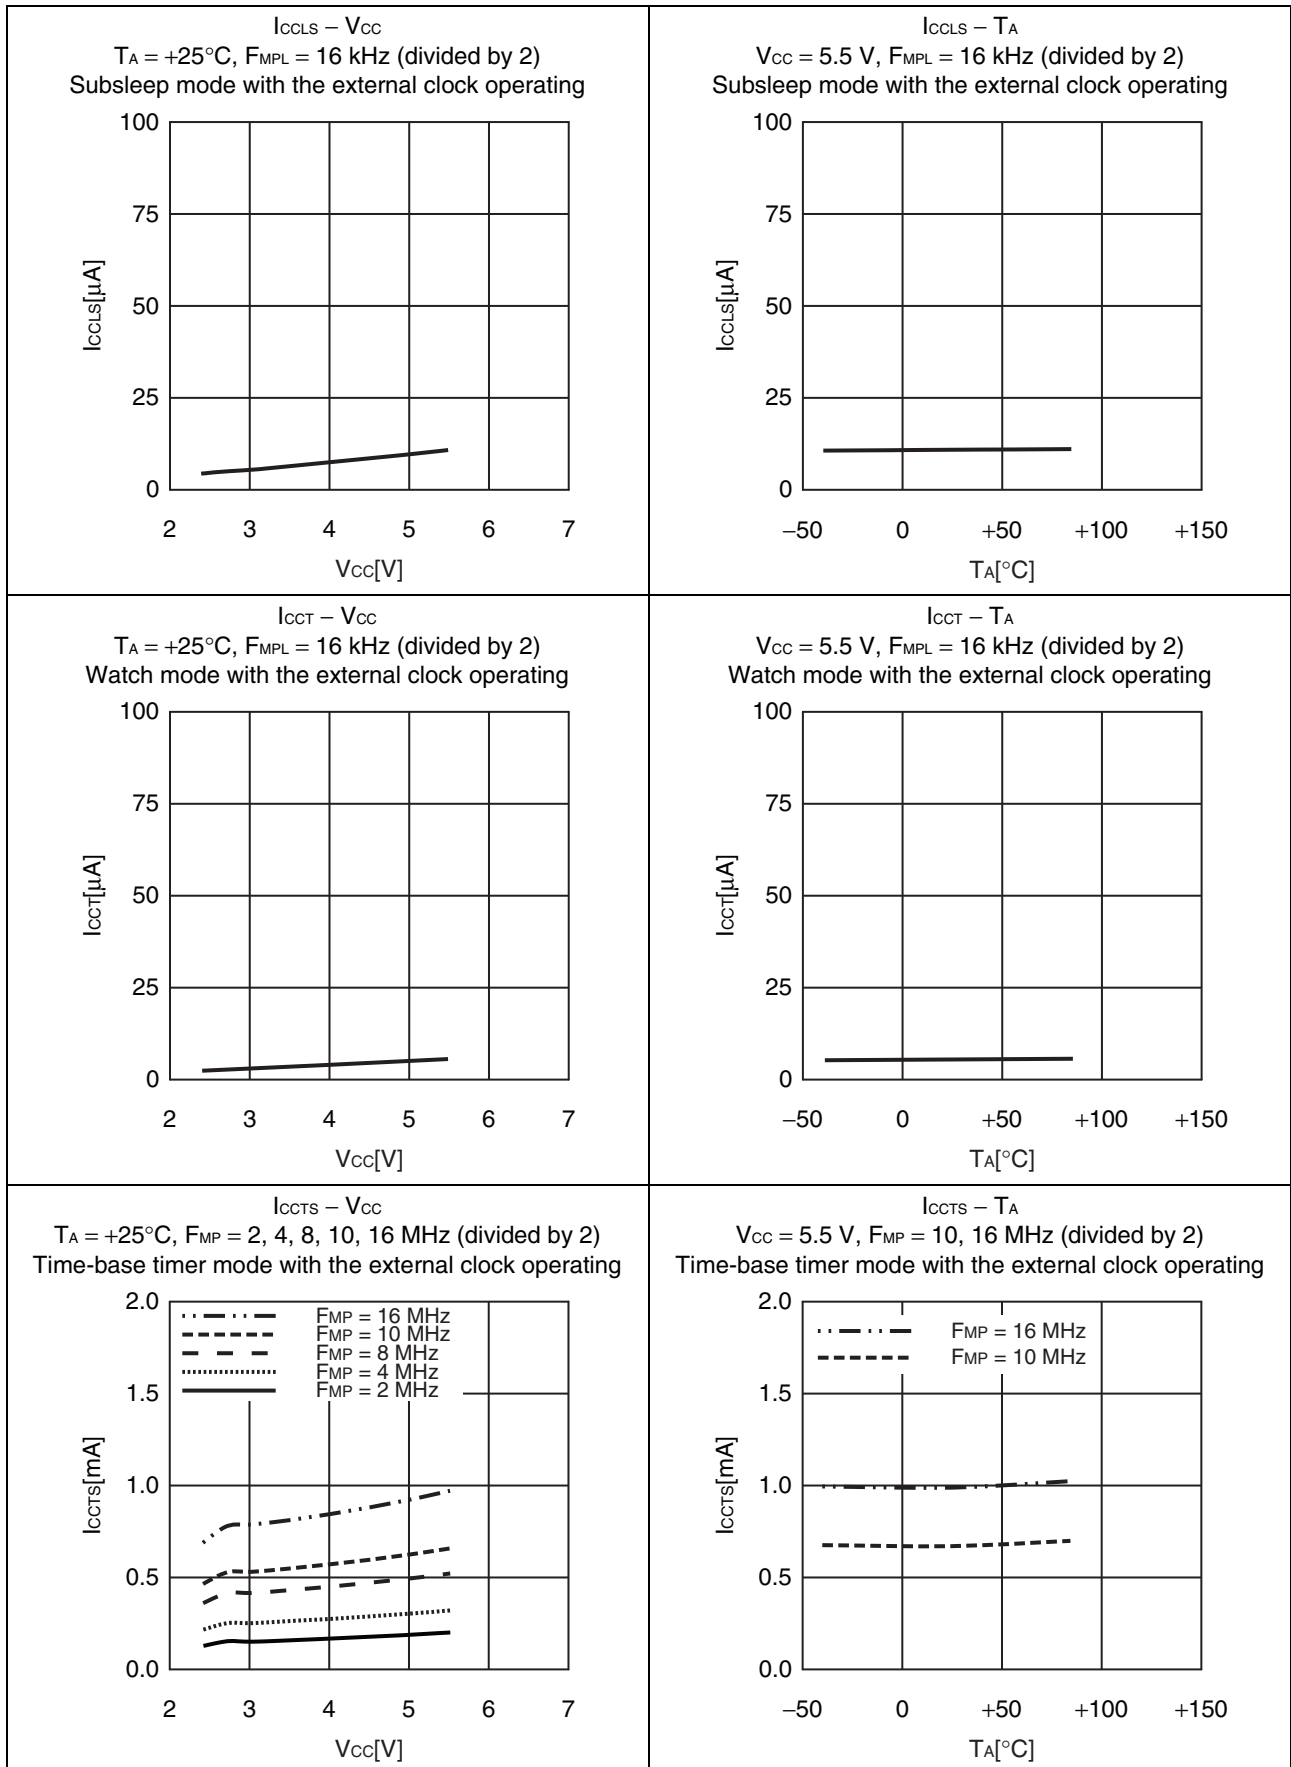 ICCLS – VCC
TA = +25°C, FMPL = 16 kHz (divided by 2)
Subsleep mode with the external clock operating
100
75
50
25
0
ICCLS[µA]
2 3 4 5 6 7
VCC[V]
ICCLS – TA
VCC = 5.5 V, FMPL = 16 kHz (divided by 2)
Subsleep mode with the external clock operating
100
75
50
25
0
ICCLS[µA]
−50 0 +50 +100 +150
TA[°C]
ICCT – VCC
TA = +25°C, FMPL = 16 kHz (divided by 2)
Watch mode with the external clock operating
100
75
50
25
0
ICCT[µA]
2 3 4 5 6 7
VCC[V]
ICCT – TA
VCC = 5.5 V, FMPL = 16 kHz (divided by 2)
Watch mode with the external clock operating
100
75
50
25
0
ICCT[µA]
−50 0 +50 +100 +150
TA[°C]
ICCTS – VCC
TA = +25°C, FMP = 2, 4, 8, 10, 16 MHz (divided by 2)
Time-base timer mode with the external clock operating
FMP = 16 MHz
FMP = 10 MHz
FMP = 8 MHz
FMP = 4 MHz
FMP = 2 MHz
2.0
1.5
1.0
0.5
0.0
ICCTS[mA]
2 3 4 5 6 7
VCC[V]
ICCTS – TA
VCC = 5.5 V, FMP = 10, 16 MHz (divided by 2)
Time-base timer mode with the external clock operating
FMP = 16 MHz
FMP = 10 MHz
2.0
1.5
1.0
0.5
0.0
ICCTS[mA]
−50 0 +50 +100 +150
TA[°C]